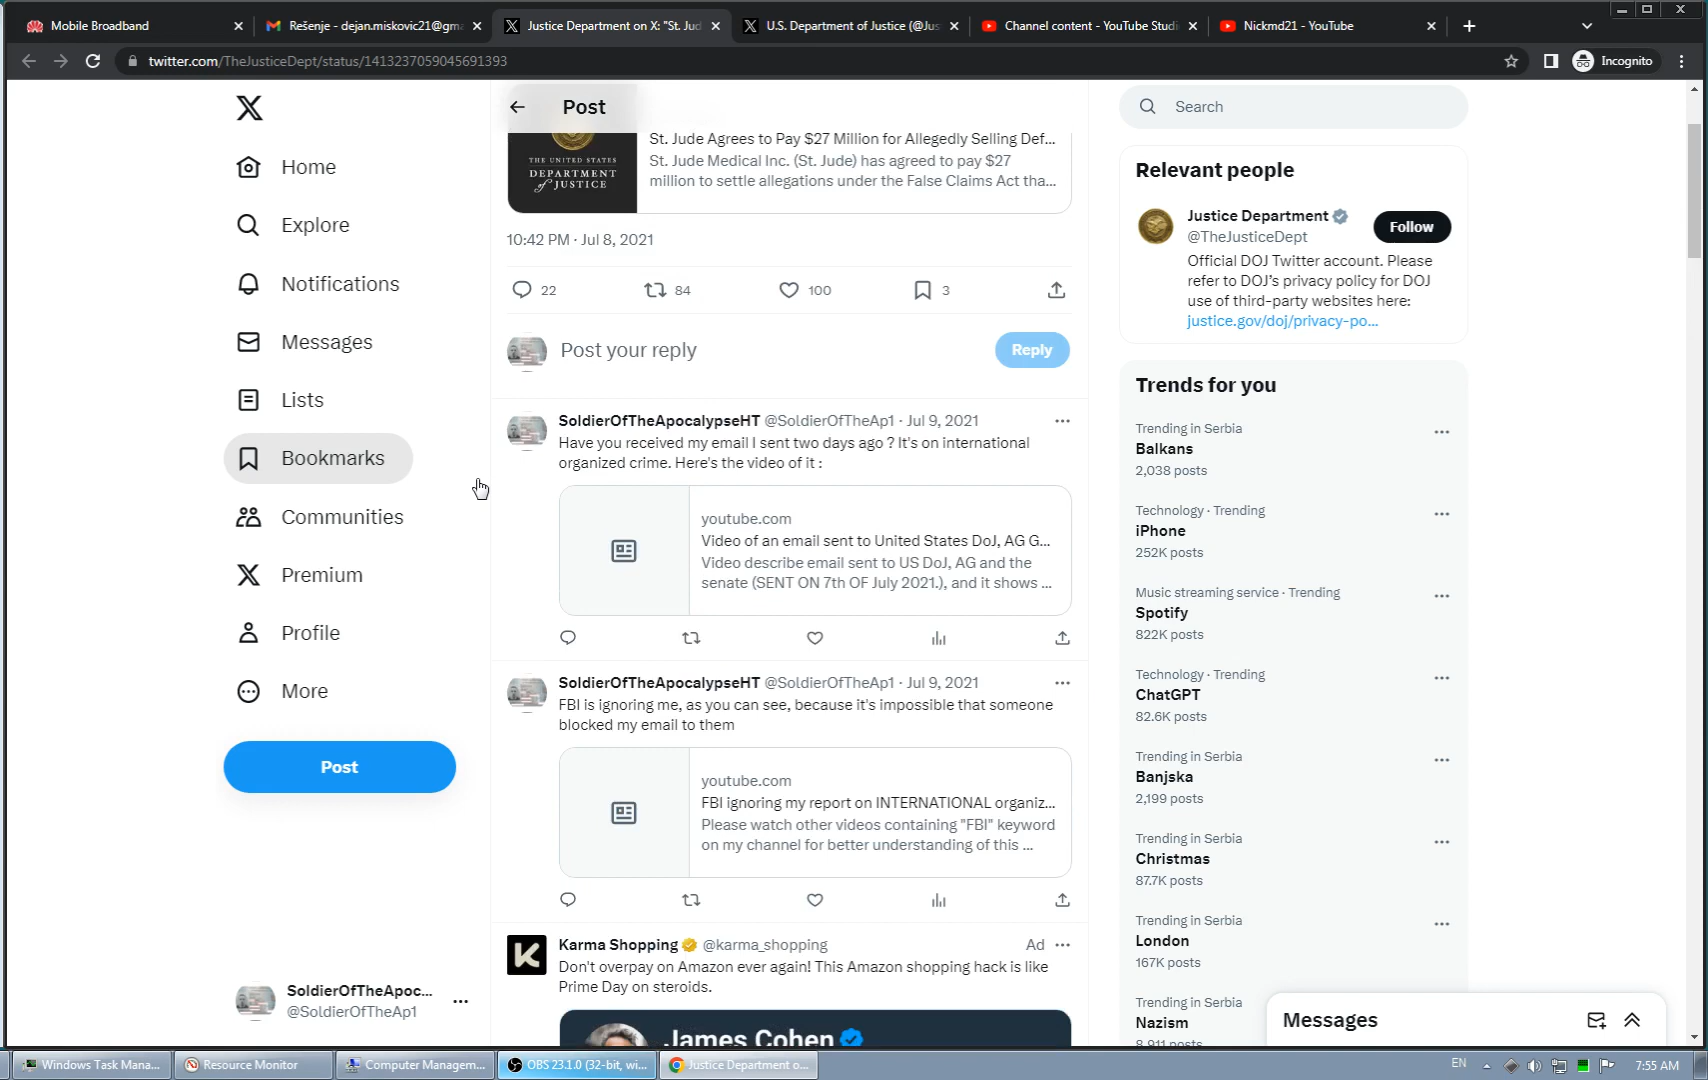 Mobile Broadband
Rešenje - dejan.miskovic21@gma
Justice Department on X: "St. Jud
U.S. Department of Justice (@Jus
Channel content - YouTube Studi
Nickmd21 - YouTube
twitter.com/TheJusticeDept/status/1413237059045691393
Incognito
Home
Explore
Notifications
Messages
Lists
Bookmarks
Communities
Premium
Profile
More
Post
SoldierOfTheApoc...
@SoldierOfTheAp1
Post
THE UNITED STATES
DEPARTMENT
of JUSTICE
St. Jude Agrees to Pay $27 Million for Allegedly Selling Def...
St. Jude Medical Inc. (St. Jude) has agreed to pay $27
million to settle allegations under the False Claims Act tha...
10:42 PM · Jul 8, 2021
22
84
100
3
Post your reply
Reply
SoldierOfTheApocalypseHT @SoldierOfTheAp1 · Jul 9, 2021
Have you received my email I sent two days ago ? It's on international
organized crime. Here's the video of it :
youtube.com
Video of an email sent to United States DoJ, AG G...
Video describe email sent to US DoJ, AG and the
senate (SENT ON 7th OF July 2021.), and it shows ...
SoldierOfTheApocalypseHT @SoldierOfTheAp1 · Jul 9, 2021
FBI is ignoring me, as you can see, because it's impossible that someone
blocked my email to them
youtube.com
FBI ignoring my report on INTERNATIONAL organiz...
Please watch other videos containing "FBI" keyword
on my channel for better understanding of this ...
Karma Shopping @karma_shopping
Ad
Don't overpay on Amazon ever again! This Amazon shopping hack is like
Prime Day on steroids.
James Cohen
Search
Relevant people
Justice Department
@TheJusticeDept
Follow
Official DOJ Twitter account. Please
refer to DOJ's privacy policy for DOJ
use of third-party websites here:
justice.gov/doj/privacy-po...
Trends for you
Trending in Serbia
Balkans
2,038 posts
Technology · Trending
iPhone
252K posts
Music streaming service · Trending
Spotify
822K posts
Technology · Trending
ChatGPT
82.6K posts
Trending in Serbia
Banjska
2,199 posts
Trending in Serbia
Christmas
87.7K posts
Trending in Serbia
London
167K posts
Trending in Serbia
Nazism
8,911 posts
Messages
Windows Task Mana...
Resource Monitor
Computer Managem...
OBS 23.1.0 (32-bit, wi...
Justice Department o...
EN
7:55 AM